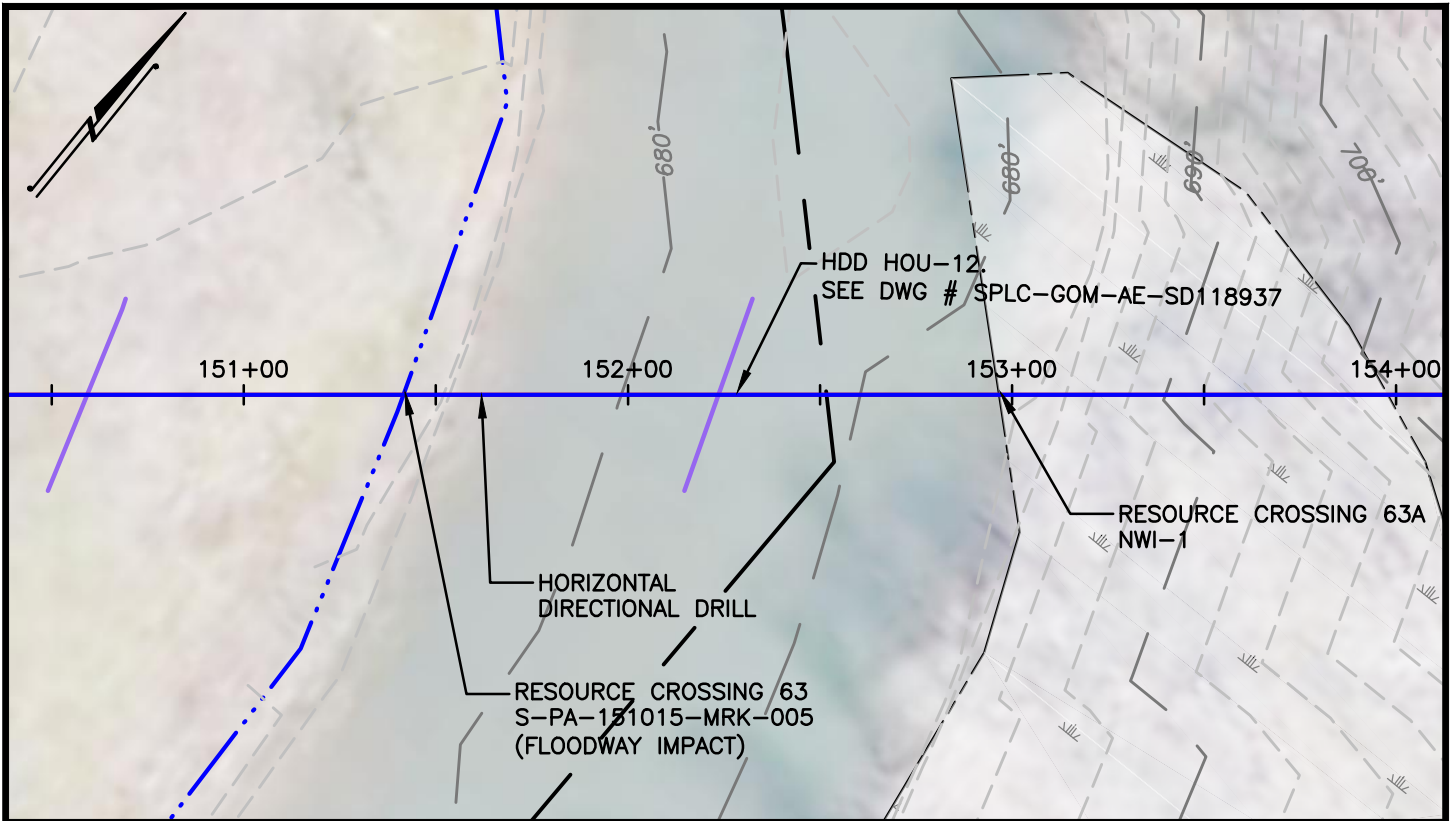 680'
680'
690'
700'
HDD HOU-12.
SEE DWG # SPLC-GOM-AE-SD118937
151+00
152+00
153+00
154+00
RESOURCE CROSSING 63A
NWI-1
HORIZONTAL
DIRECTIONAL DRILL
RESOURCE CROSSING 63
S-PA-151015-MRK-005
(FLOODWAY IMPACT)